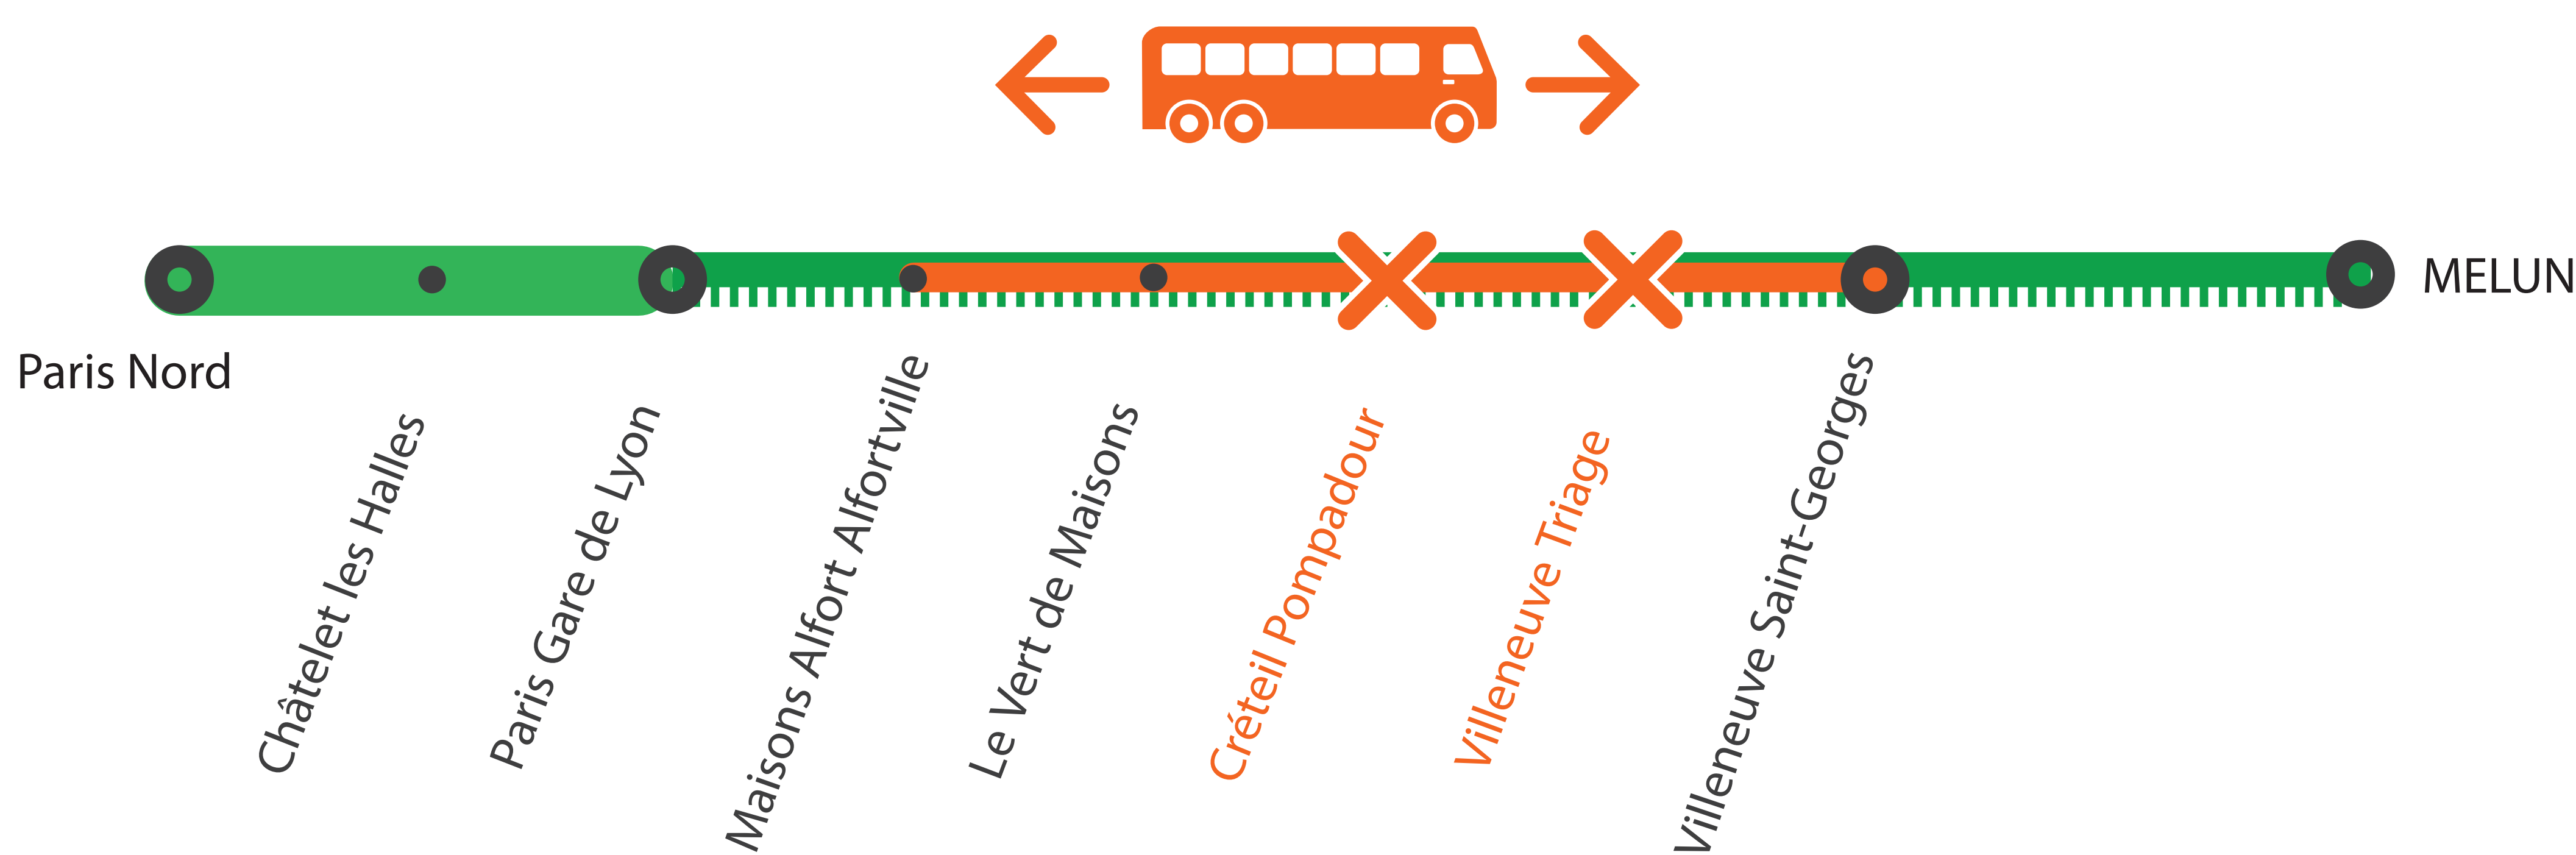 MELUN
Paris Nord
Châtelet les Halles
Paris Gare de Lyon
Maisons Alfort Alfortville
Le Vert de Maisons
Créteil Pompadour
Villeneuve Triage
Villeneuve Saint-Georges